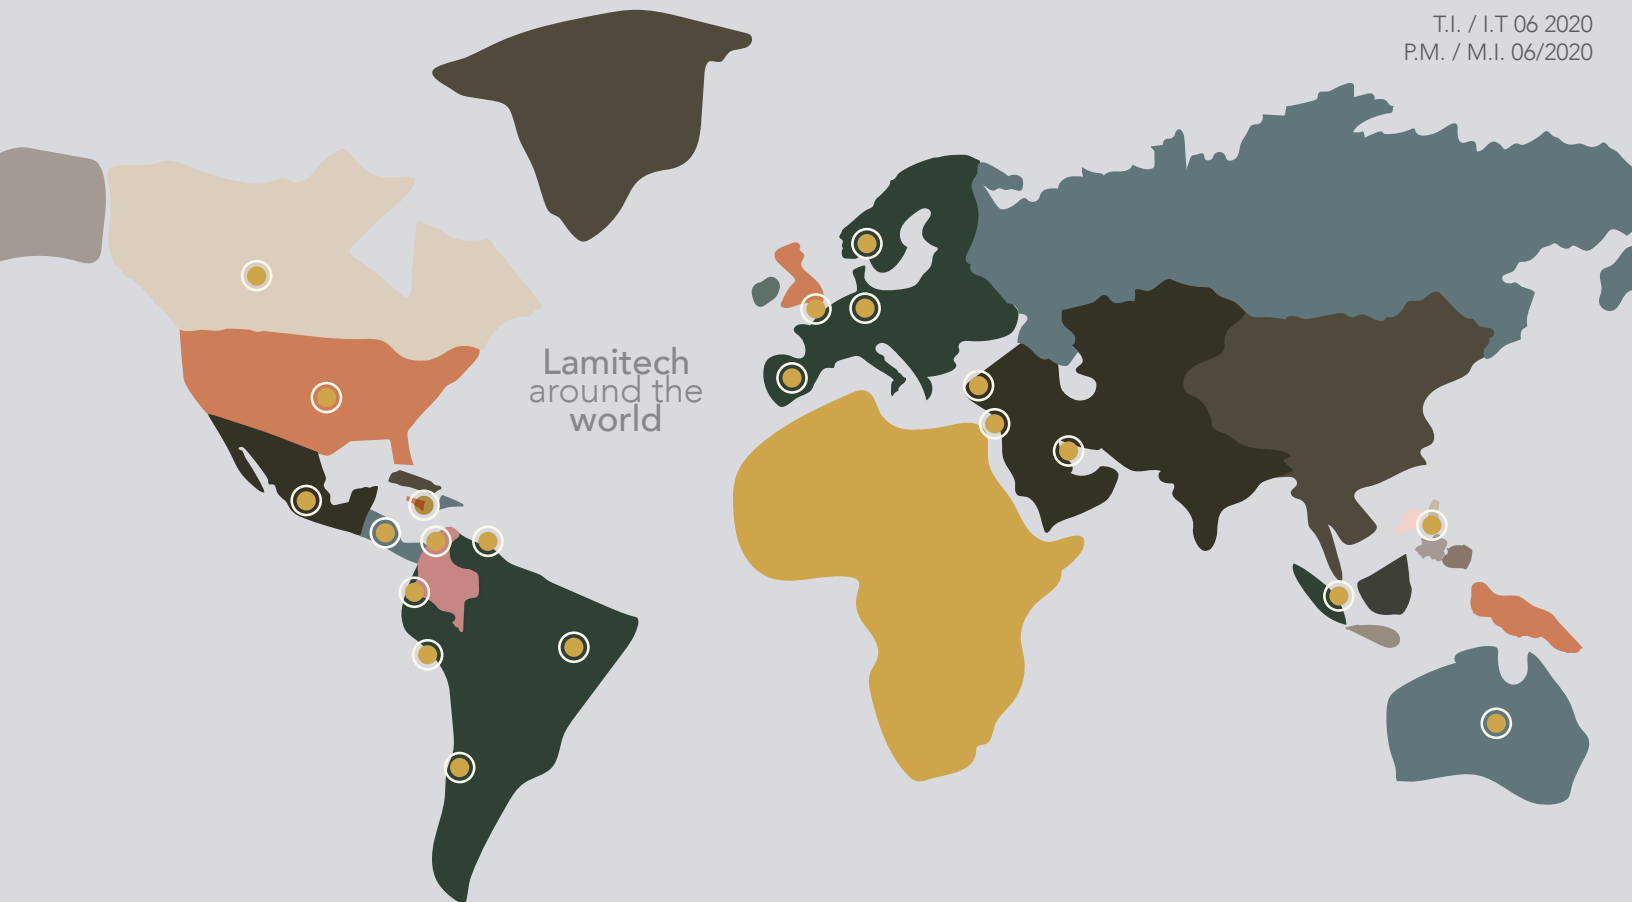 T.I. / I.T 06 2020
P.M. / M.I. 06/2020
Lamitech
around the
world